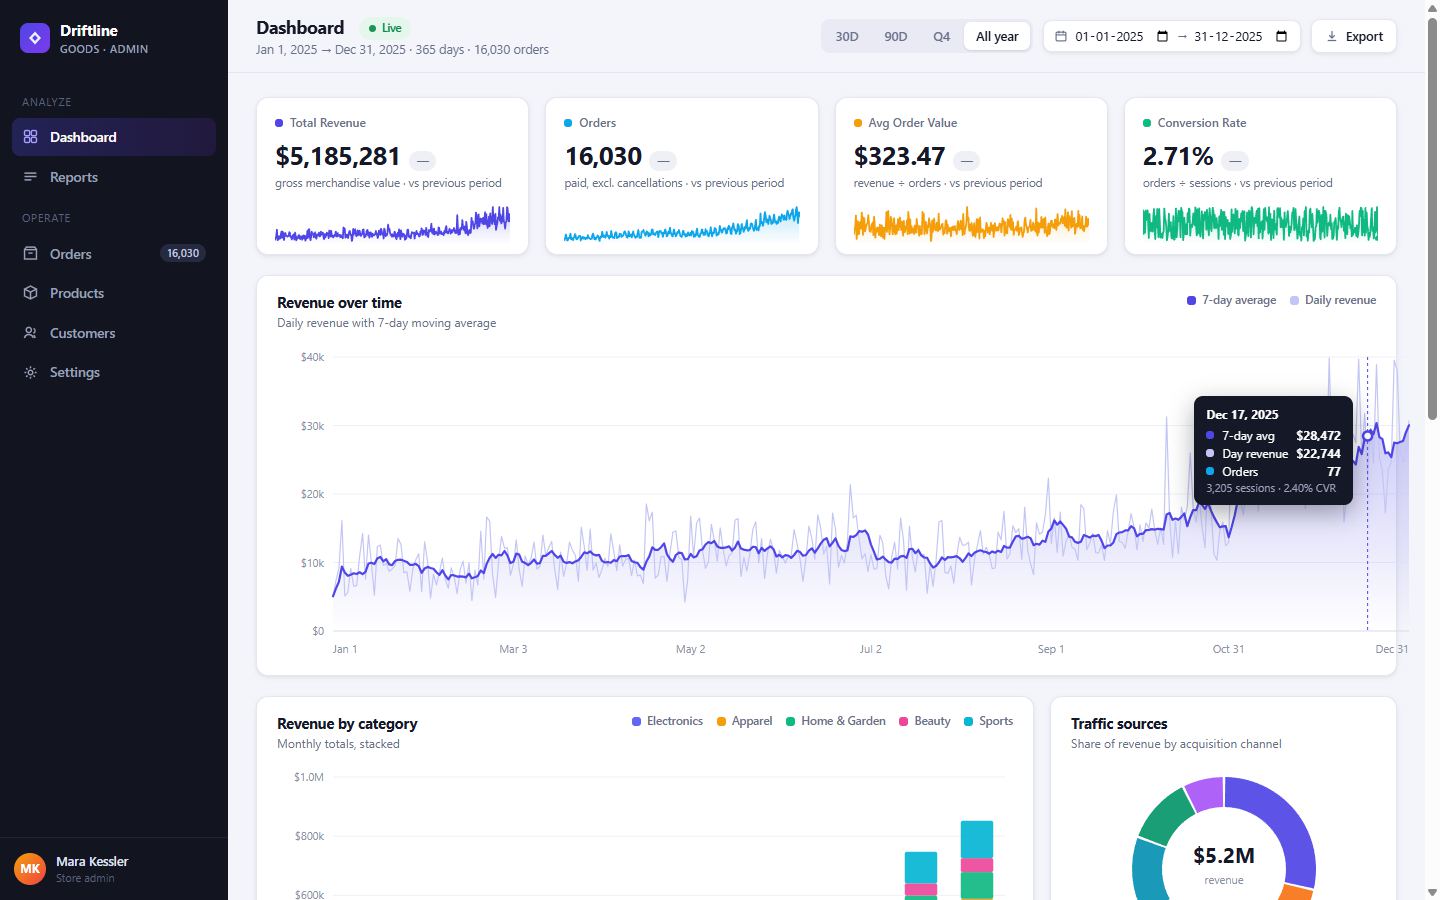 Driftline
GOODS · ADMIN
ANALYZE
Dashboard
Reports
OPERATE
Orders 16,030
Products
Customers
Settings
MK Mara Kessler
Store admin
Dashboard Live
Jan 1, 2025 → Dec 31, 2025 · 365 days · 16,030 orders
30D 90D Q4 All year
01-01-2025 → 31-12-2025
Export
Total Revenue
$5,185,281 —
gross merchandise value · vs previous period
Orders
16,030 —
paid, excl. cancellations · vs previous period
Avg Order Value
$323.47 —
revenue ÷ orders · vs previous period
Conversion Rate
2.71% —
orders ÷ sessions · vs previous period
Revenue over time
Daily revenue with 7-day moving average
7-day average Daily revenue
$40k
$30k
$20k
$10k
$0
Jan 1 Mar 3 May 2 Jul 2 Sep 1 Oct 31 Dec 31
Dec 17, 2025
7-day avg $28,472
Day revenue $22,744
Orders 77
3,205 sessions · 2.40% CVR
Revenue by category
Monthly totals, stacked
Electronics Apparel Home & Garden Beauty Sports
$1.0M
$800k
$600k
Traffic sources
Share of revenue by acquisition channel
$5.2M
revenue